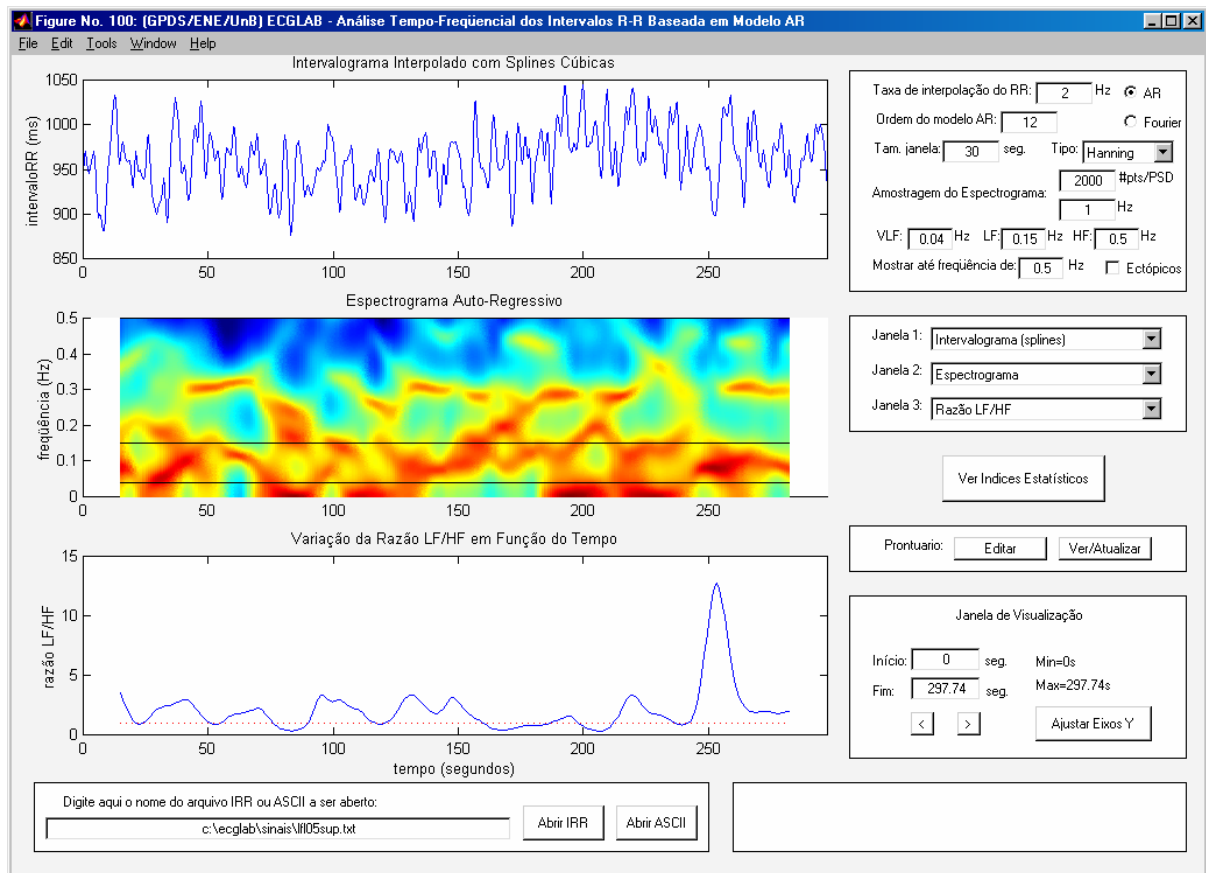 Figure No. 100: (GPDS/ENE/UnB) ECGLAB - Análise Tempo-Freqüencial dos Intervalos R-R Baseada em Modelo AR
File Edit Tools Window Help
Intervalograma Interpolado com Splines Cúbicas
1050
1000
950
900
850
intervaloRR (ms)
0 50 100 150 200 250
Espectrograma Auto-Regressivo
0.5
0.4
0.3
0.2
0.1
0
freqüência (Hz)
0 50 100 150 200 250
Variação da Razão LF/HF em Função do Tempo
15
10
5
0
razão LF/HF
0 50 100 150 200 250
tempo (segundos)
Taxa de interpolação do RR: 2 Hz AR
Ordem do modelo AR: 12 Fourier
Tam. janela: 30 seg. Tipo: Hanning
Amostragem do Espectrograma: 2000 #pts/PSD
1 Hz
VLF: 0.04 Hz LF: 0.15 Hz HF: 0.5 Hz
Mostrar até freqüência de: 0.5 Hz Ectópicos
Janela 1: Intervalograma (splines)
Janela 2: Espectrograma
Janela 3: Razão LF/HF
Ver Indices Estatísticos
Prontuario: Editar Ver/Atualizar
Janela de Visualização
Início: 0 seg. Min=0s
Fim: 297.74 seg. Max=297.74s
< > Ajustar Eixos Y
Digite aqui o nome do arquivo IRR ou ASCII a ser aberto:
c:\ecglab\sinais\lfl05sup.txt Abrir IRR Abrir ASCII